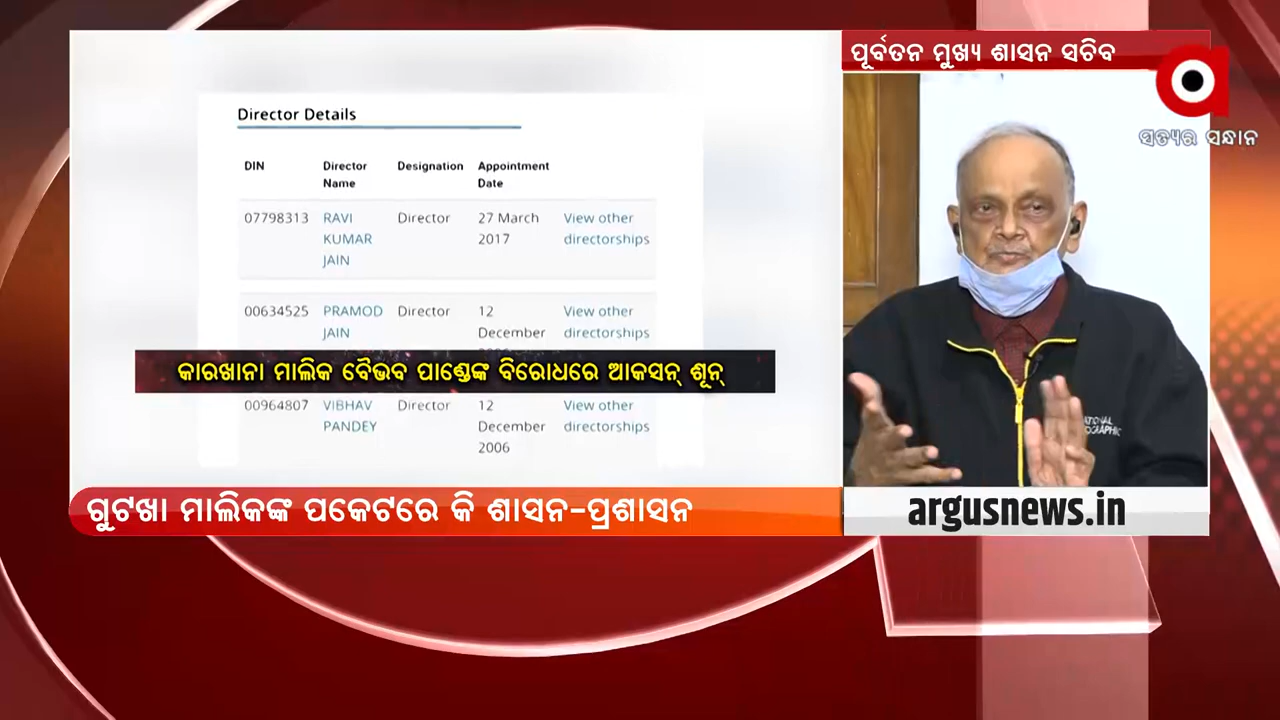 ପୂର୍ବତନ ମୁଖ୍ୟ ଶାସନ ସଚିବ
ସତ୍ୟର ସନ୍ଧାନ
Director Details
DIN Director Name Designation Appointment Date
07798313 RAVI KUMAR JAIN Director 27 March 2017 View other directorships
00634525 PRAMOD JAIN Director 12 December View other directorships
କାରଖାନା ମାଲିକ ବୈଭବ ପାଣ୍ଡେଙ୍କ ବିରୋଧରେ ଆକସନ୍ ଶୂନ୍
00964807 VIBHAV PANDEY Director 12 December 2006 View other directorships
ଗୁଟଖା ମାଲିକଙ୍କ ପକେଟରେ କି ଶାସନ-ପ୍ରଶାସନ
argusnews.in